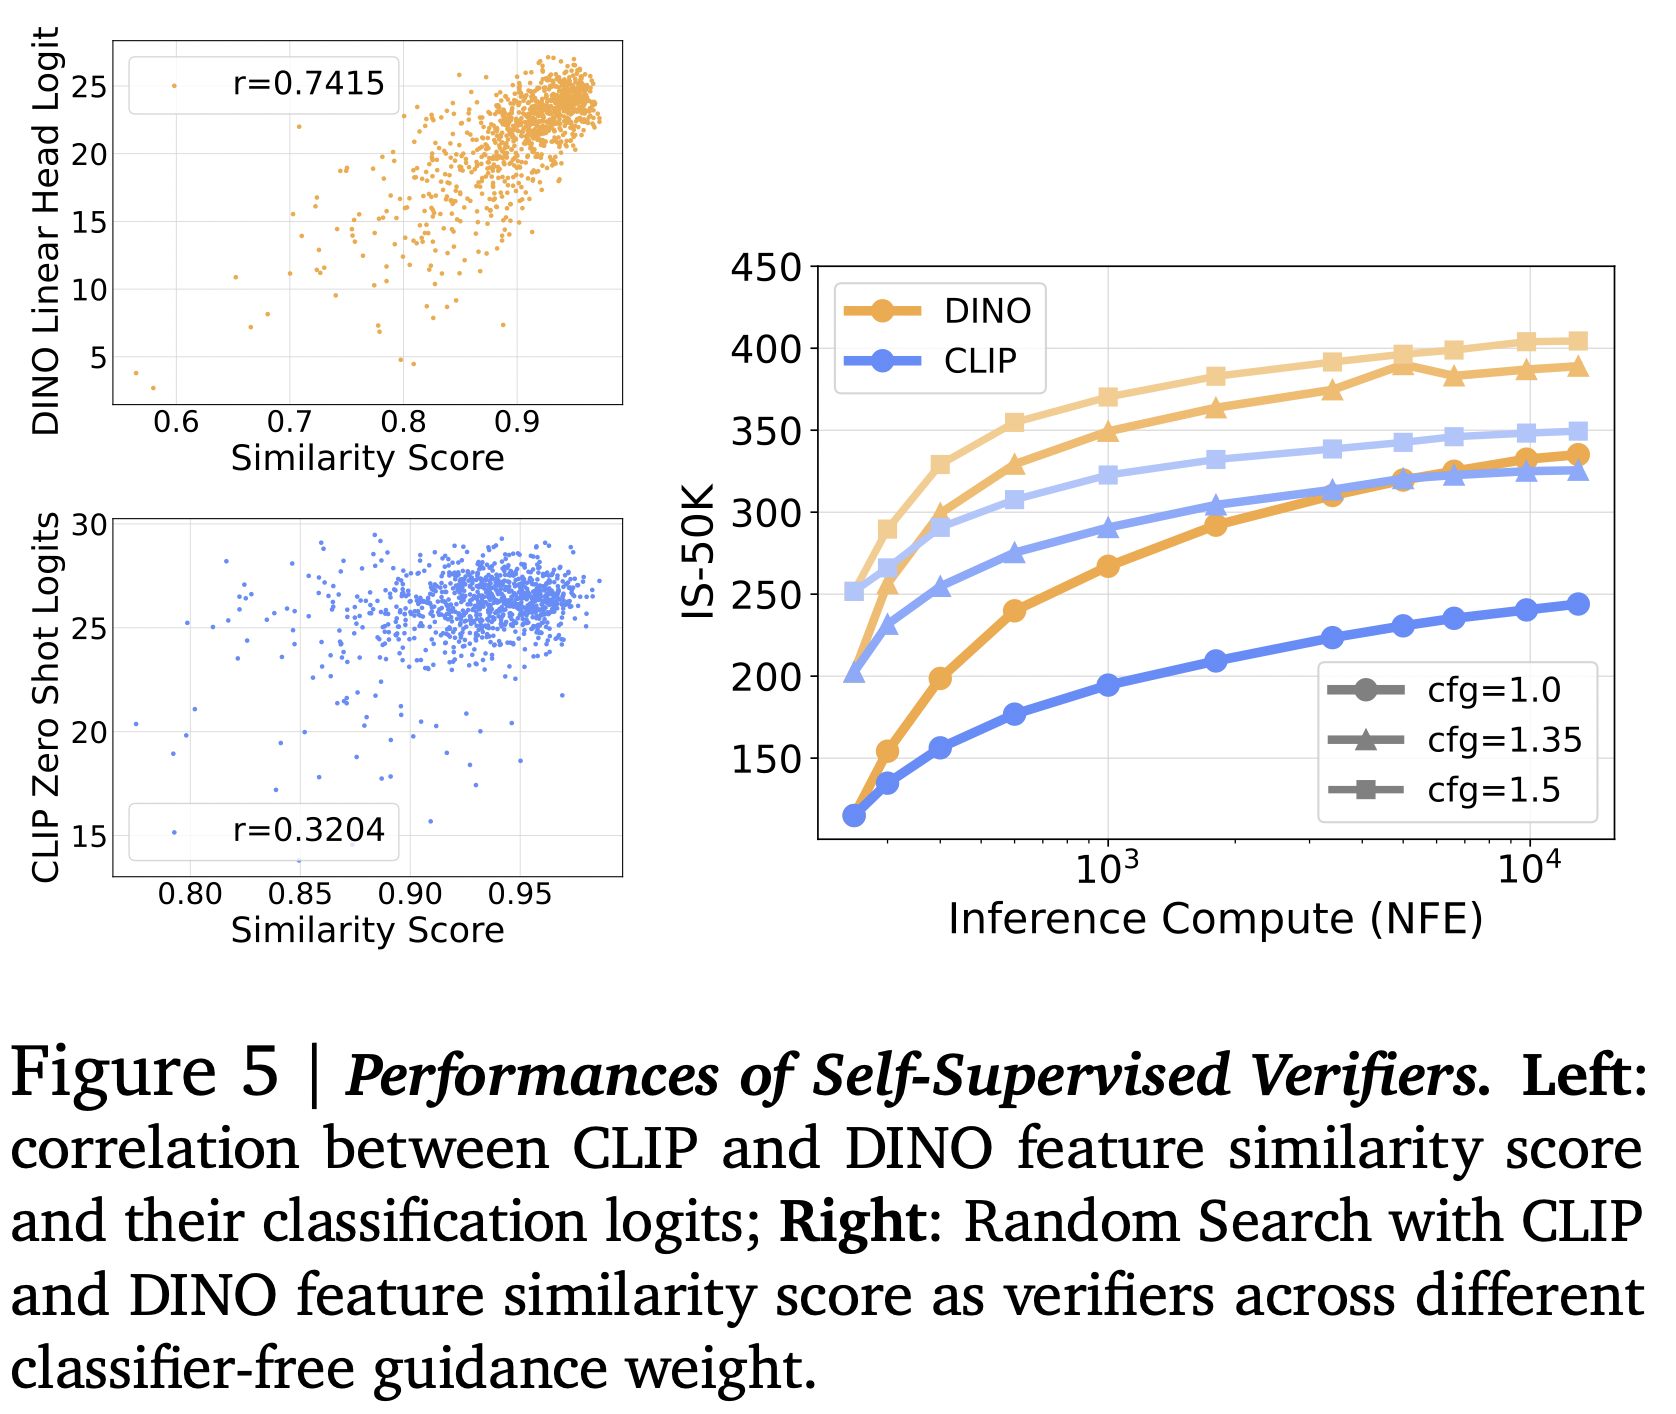 DINO Linear Head Logit
25
20
15
10
5
r=0.7415
0.6 0.7 0.8 0.9
Similarity Score
CLIP Zero Shot Logits
30
25
20
15
r=0.3204
0.80 0.85 0.90 0.95
Similarity Score
IS-50K
450
400
350
300
250
200
150
DINO
CLIP
cfg=1.0
cfg=1.35
cfg=1.5
10³ 10⁴
Inference Compute (NFE)
Figure 5 | Performances of Self-Supervised Verifiers. Left:
correlation between CLIP and DINO feature similarity score
and their classification logits; Right: Random Search with CLIP
and DINO feature similarity score as verifiers across different
classifier-free guidance weight.